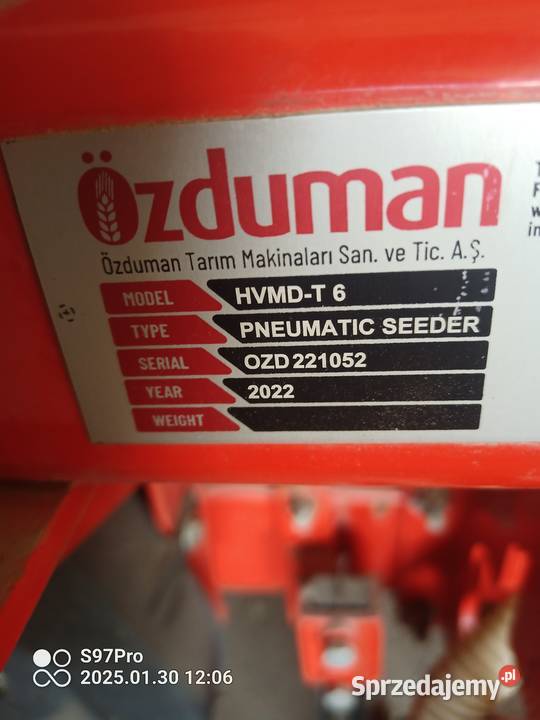 Özduman
Özduman Tarım Makinaları San. ve Tic. A.Ş.
MODEL HVMD-T 6
TYPE PNEUMATIC SEEDER
SERIAL OZD 221052
YEAR 2022
WEIGHT
S97Pro
2025.01.30 12:06
Sprzedajemy.pl